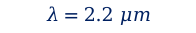 λ = 2.2 μm